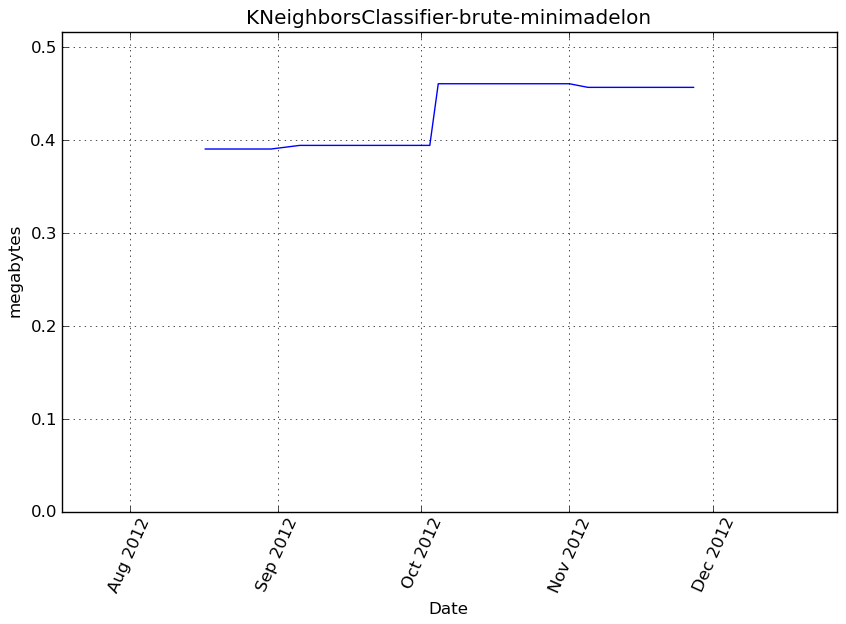 KNeighborsClassifier-brute-minimadelon
0.5
0.4
0.3
0.2
0.1
0.0
megabytes
Aug 2012
Sep 2012
Oct 2012
Nov 2012
Dec 2012
Date